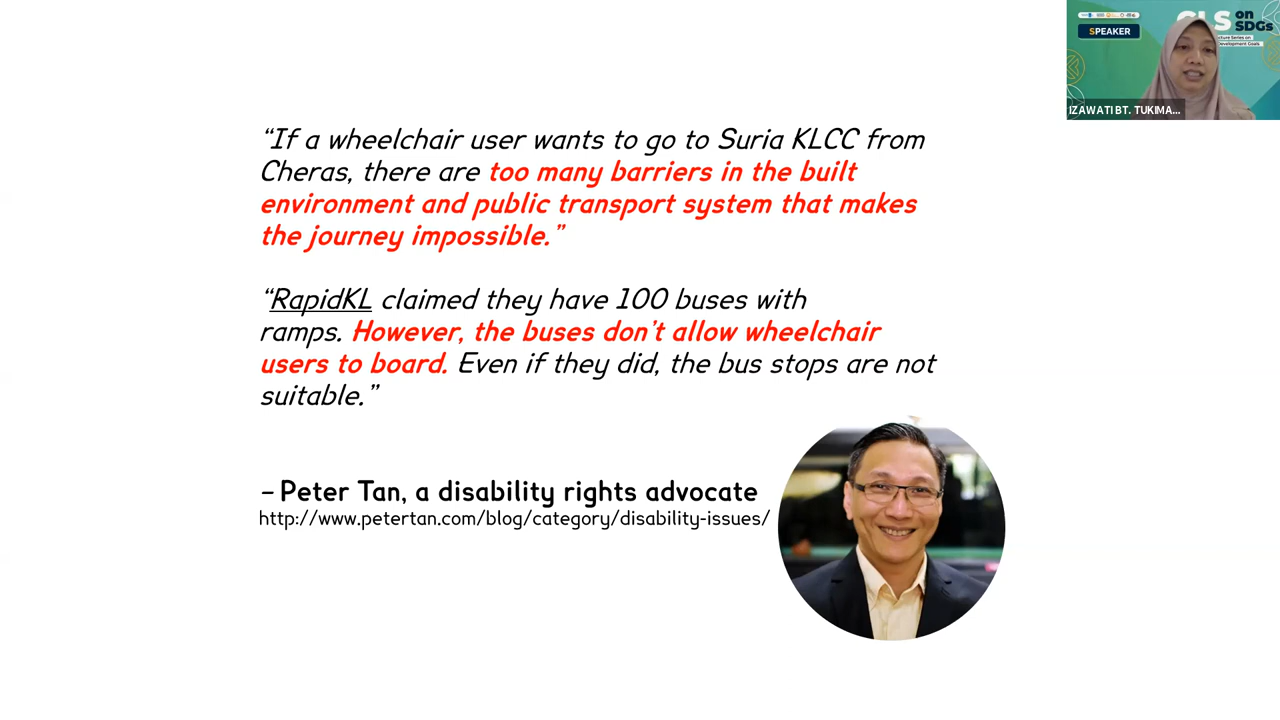 “If a wheelchair user wants to go to Suria KLCC from
Cheras, there are too many barriers in the built
environment and public transport system that makes
the journey impossible.”
“RapidKL claimed they have 100 buses with
ramps. However, the buses don’t allow wheelchair
users to board. Even if they did, the bus stops are not
suitable.”
– Peter Tan, a disability rights advocate
http://www.petertan.com/blog/category/disability-issues/
SPEAKER
on
SDGs
IZAWATI BT. TUKIMA...